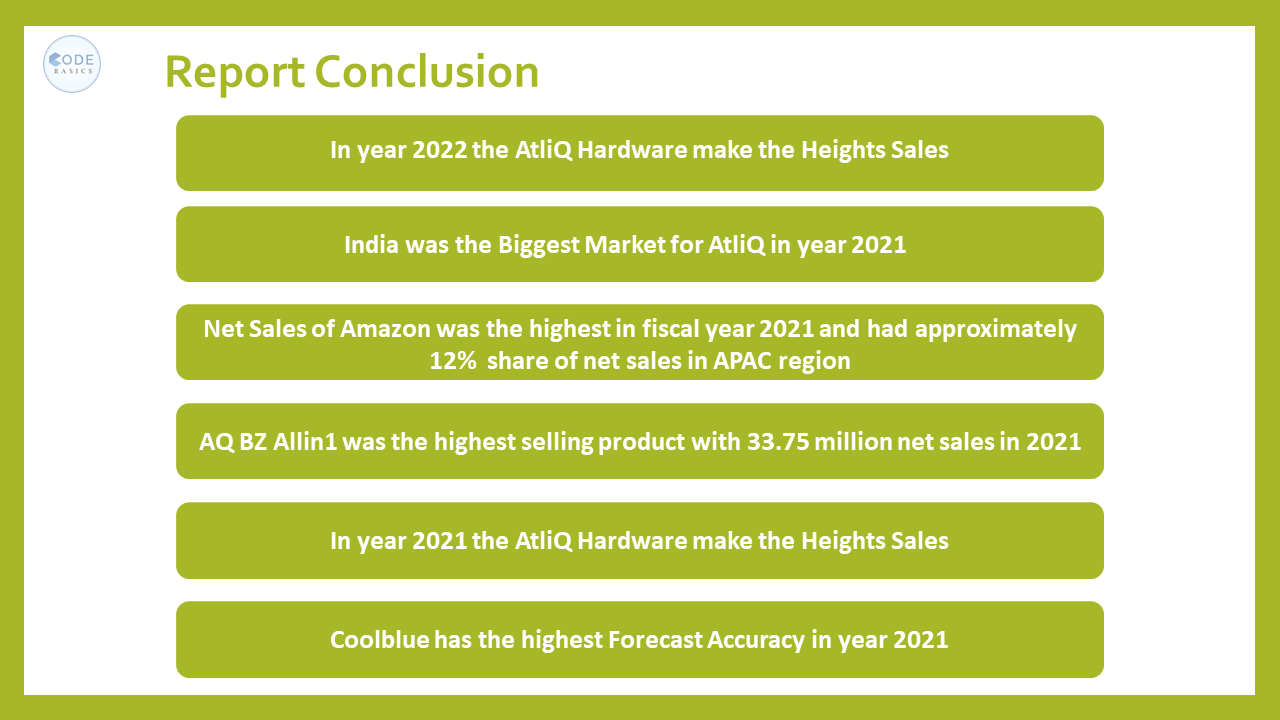 CODE
BASICS
Report Conclusion
In year 2022 the AtliQ Hardware make the Heights Sales
India was the Biggest Market for AtliQ in year 2021
Net Sales of Amazon was the highest in fiscal year 2021 and had approximately
12% share of net sales in APAC region
AQ BZ Allin1 was the highest selling product with 33.75 million net sales in 2021
In year 2021 the AtliQ Hardware make the Heights Sales
Coolblue has the highest Forecast Accuracy in year 2021